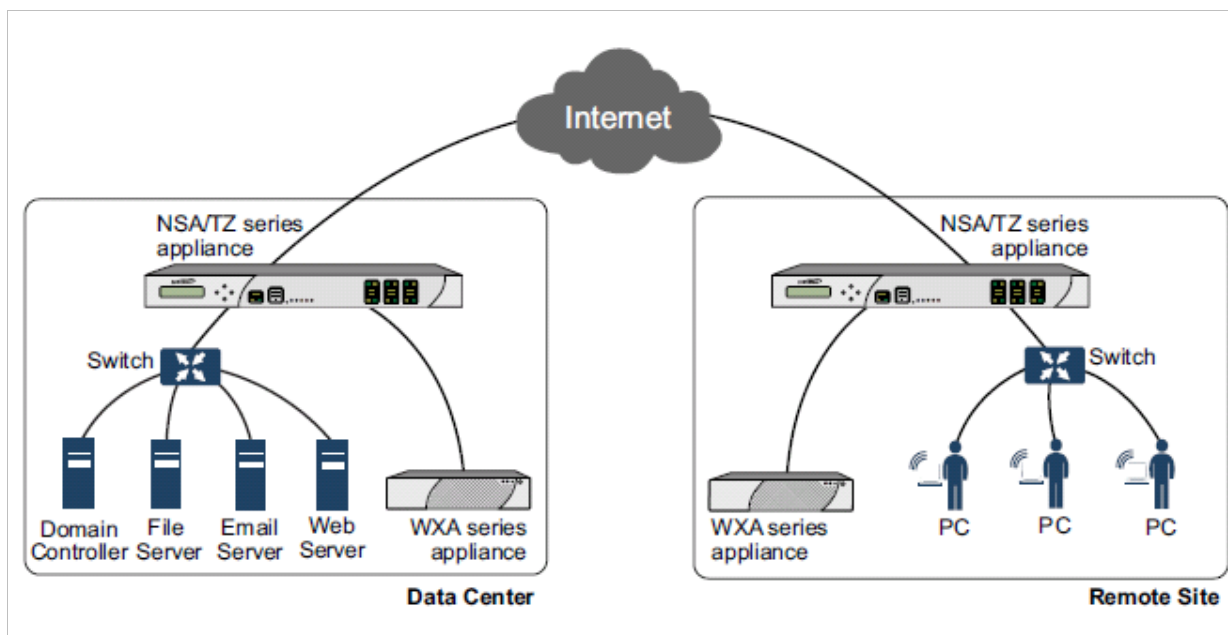 Internet
NSA/TZ series
appliance
Switch
Domain
Controller
File
Server
Email
Server
Web
Server
WXA series
appliance
Data Center
NSA/TZ series
appliance
Switch
WXA series
appliance
PC
PC
PC
Remote Site